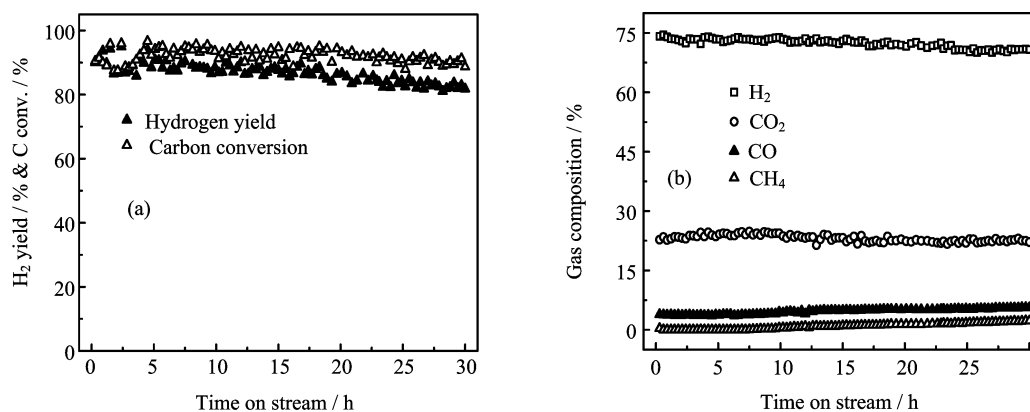 100
80
60
40
20
0
H₂ yield / % & C conv. / %
Hydrogen yield
Carbon conversion
(a)
0 5 10 15 20 25 30
Time on stream / h
75
60
45
30
15
0
Gas composition / %
H₂
CO₂
CO
CH₄
(b)
0 5 10 15 20 25 30
Time on stream / h